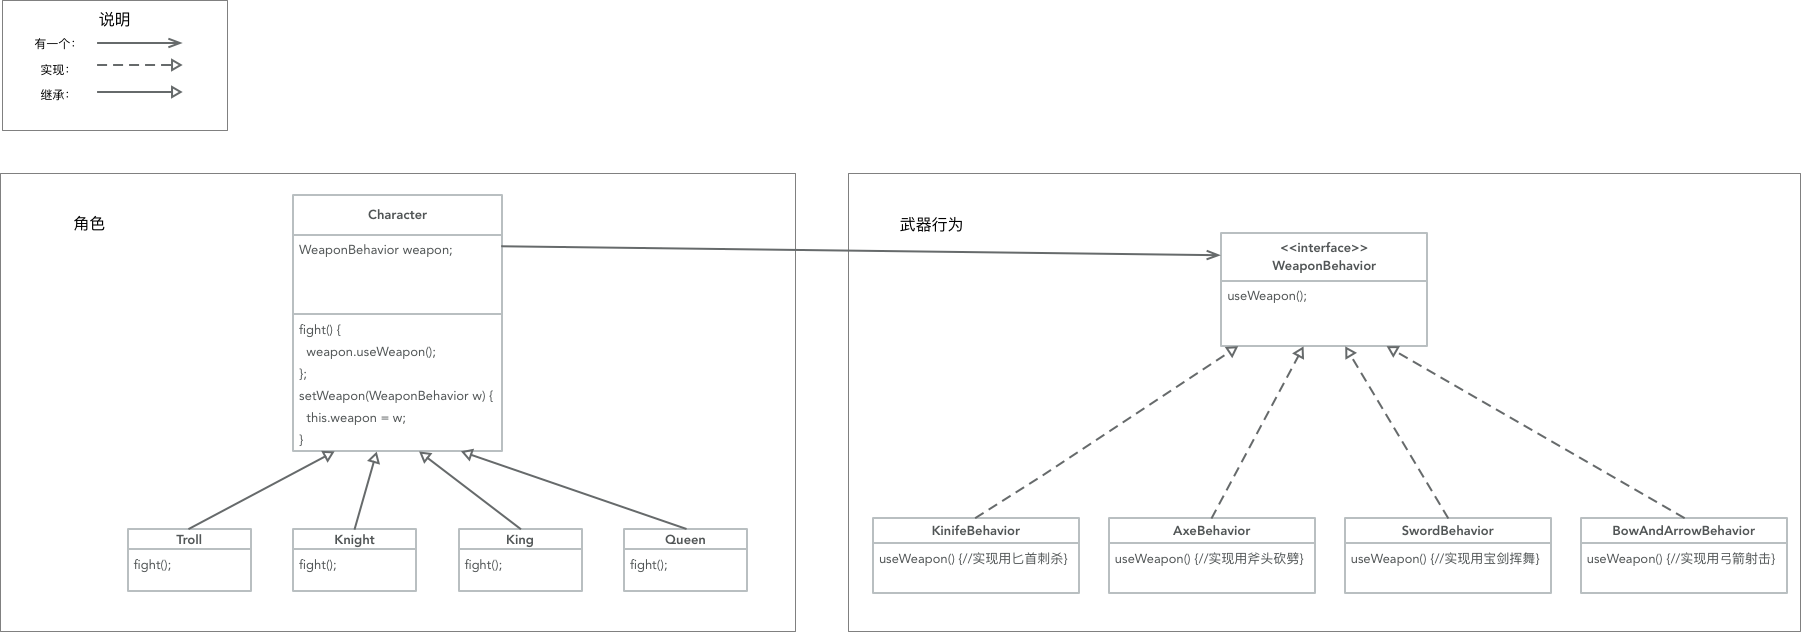 说明
有一个:
实现:
继承:
角色
Character
WeaponBehavior weapon;
fight() {
weapon.useWeapon();
};
setWeapon(WeaponBehavior w) {
this.weapon = w;
}
Troll
fight();
Knight
fight();
King
fight();
Queen
fight();
武器行为
<<interface>>
WeaponBehavior
useWeapon();
KinifeBehavior
useWeapon() {//实现用匕首刺杀}
AxeBehavior
useWeapon() {//实现用斧头砍劈}
SwordBehavior
useWeapon() {//实现用宝剑挥舞}
BowAndArrowBehavior
useWeapon() {//实现用弓箭射击}